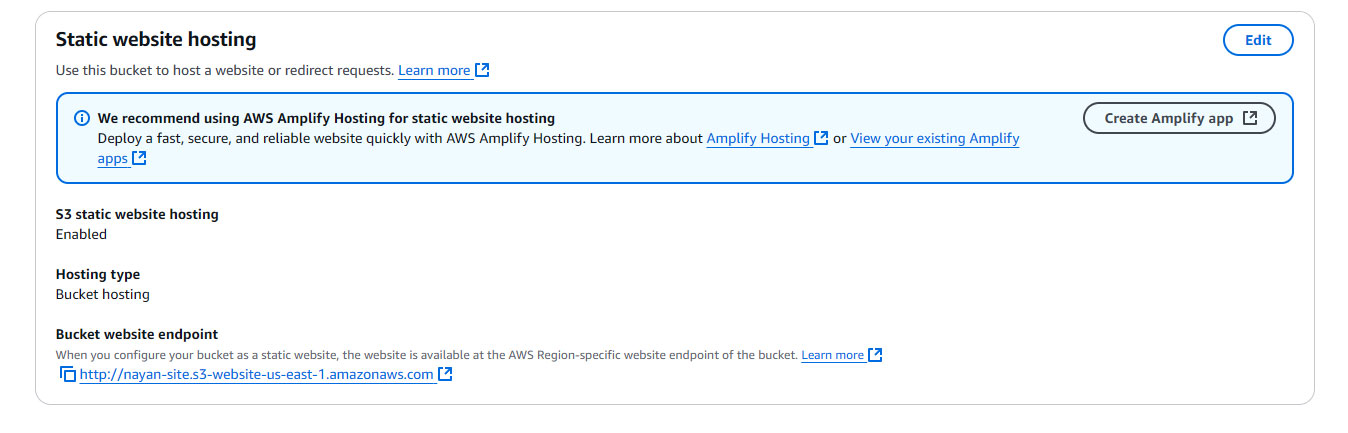 Static website hosting
Edit
Use this bucket to host a website or redirect requests. Learn more
We recommend using AWS Amplify Hosting for static website hosting
Create Amplify app
Deploy a fast, secure, and reliable website quickly with AWS Amplify Hosting. Learn more about Amplify Hosting or View your existing Amplify
apps
S3 static website hosting
Enabled
Hosting type
Bucket hosting
Bucket website endpoint
When you configure your bucket as a static website, the website is available at the AWS Region-specific website endpoint of the bucket. Learn more
http://nayan-site.s3-website-us-east-1.amazonaws.com